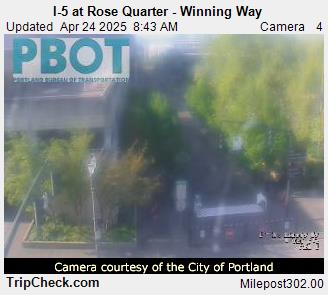 I-5 at Rose Quarter - Winning Way
Updated Apr 24 2025 8:43 AM Camera 4
PBOT
PORTLAND BUREAU OF TRANSPORTATION
Camera courtesy of the City of Portland
TripCheck.com Milepost302.00